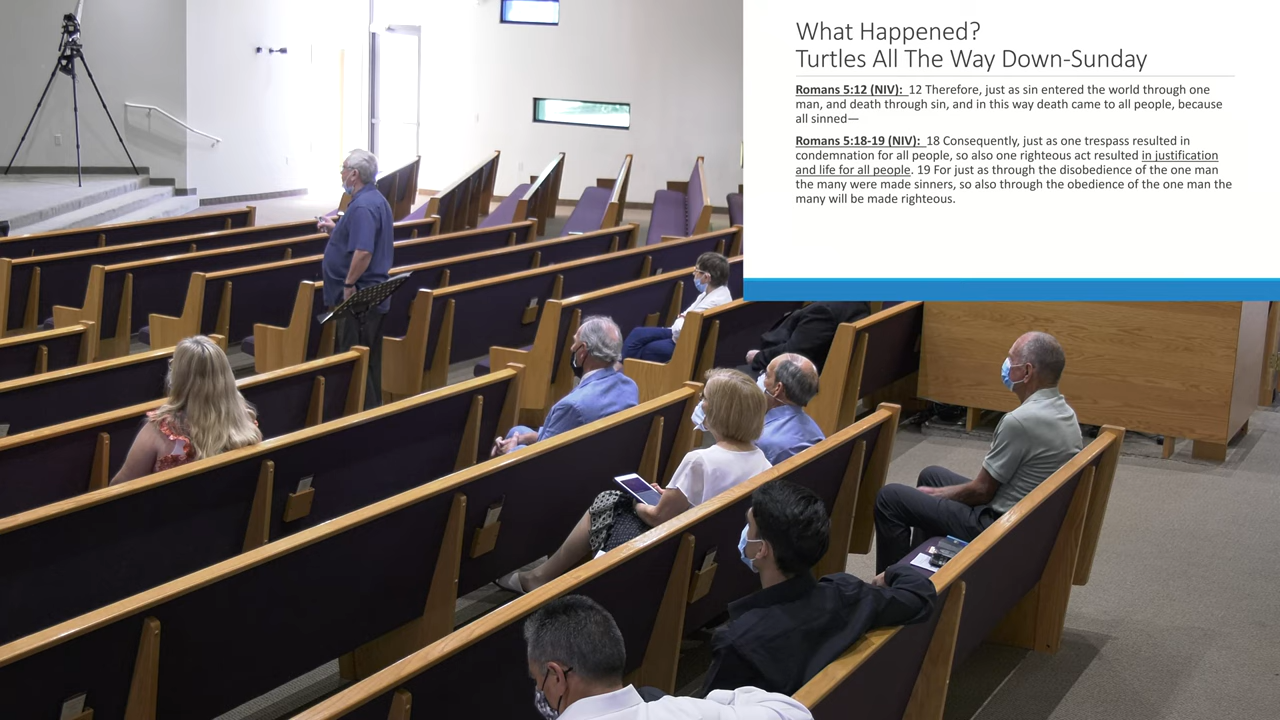 What Happened?
Turtles All The Way Down-Sunday
Romans 5:12 (NIV):  12 Therefore, just as sin entered the world through one
man, and death through sin, and in this way death came to all people, because
all sinned—
Romans 5:18-19 (NIV):  18 Consequently, just as one trespass resulted in
condemnation for all people, so also one righteous act resulted in justification
and life for all people. 19 For just as through the disobedience of the one man
the many were made sinners, so also through the obedience of the one man the
many will be made righteous.